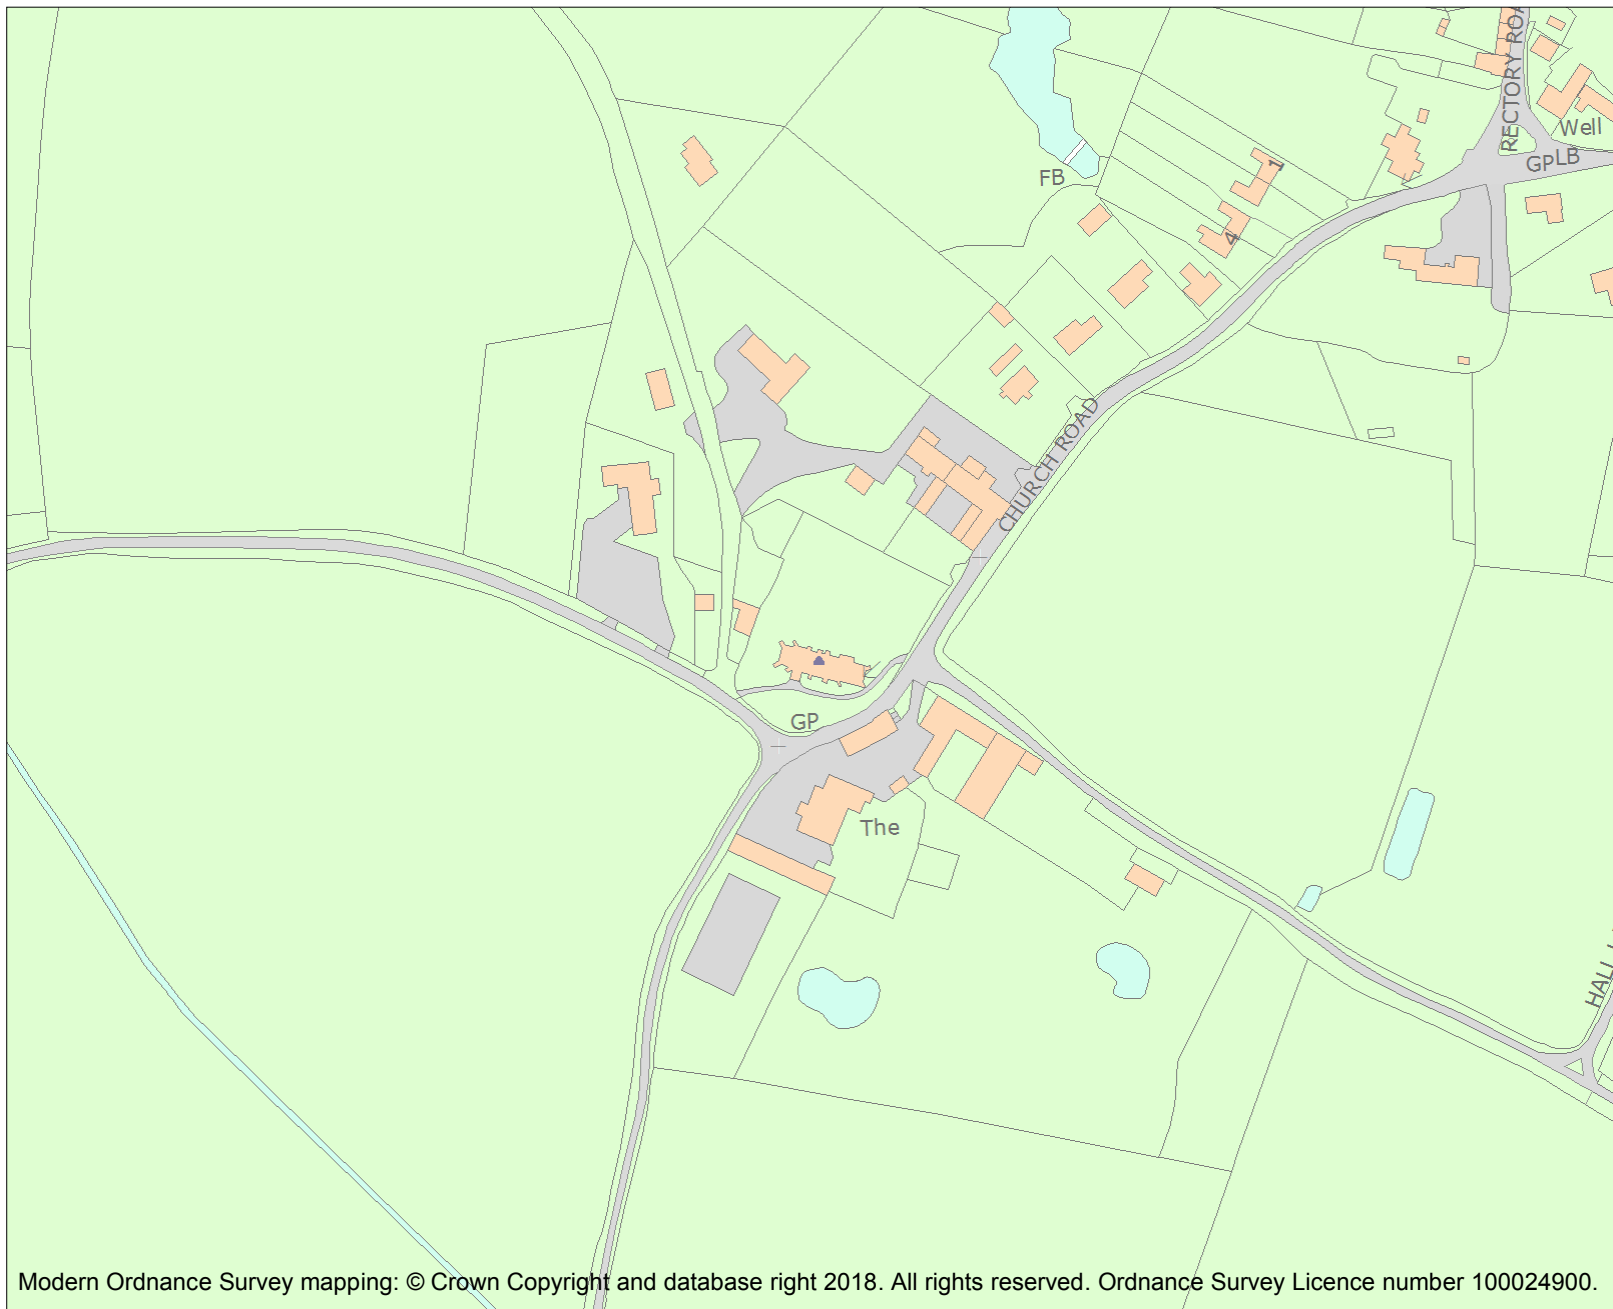 RECTORY ROA
Well
GP
LB
FB
1
4
CHURCH ROAD
GP
The
HALL
Modern Ordnance Survey mapping: © Crown Copyright and database right 2018. All rights reserved. Ordnance Survey Licence number 100024900.